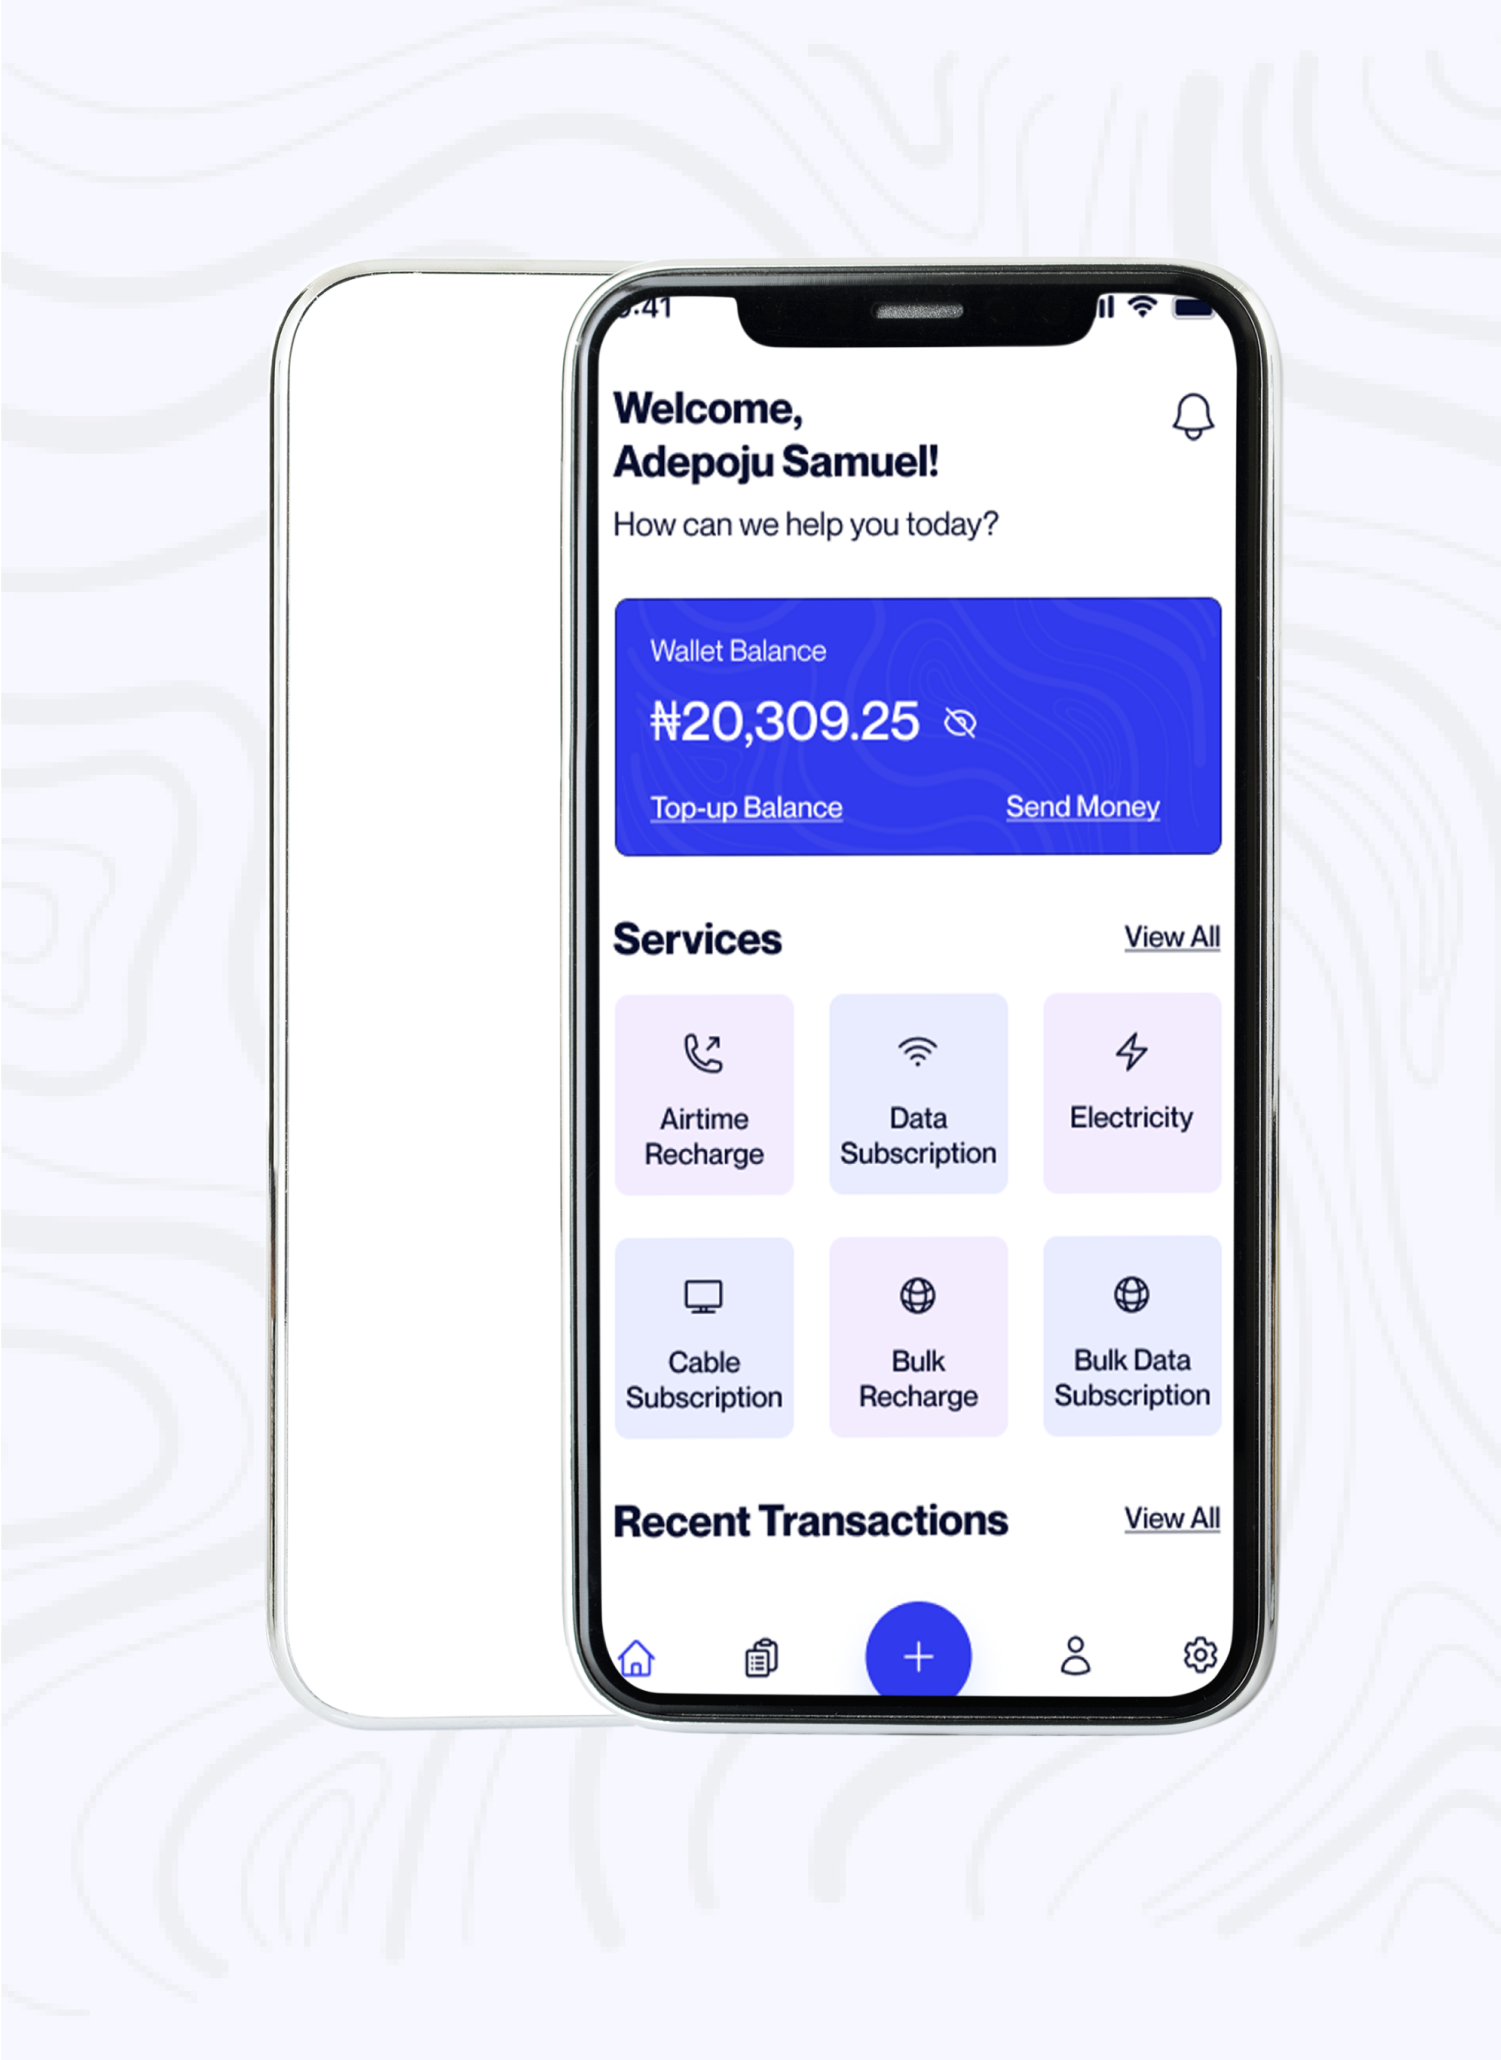 9:41
Welcome,
Adepoju Samuel!
How can we help you today?
Wallet Balance
₦20,309.25
Top-up Balance
Send Money
Services
View All
Airtime
Recharge
Data
Subscription
Electricity
Cable
Subscription
Bulk
Recharge
Bulk Data
Subscription
Recent Transactions
View All